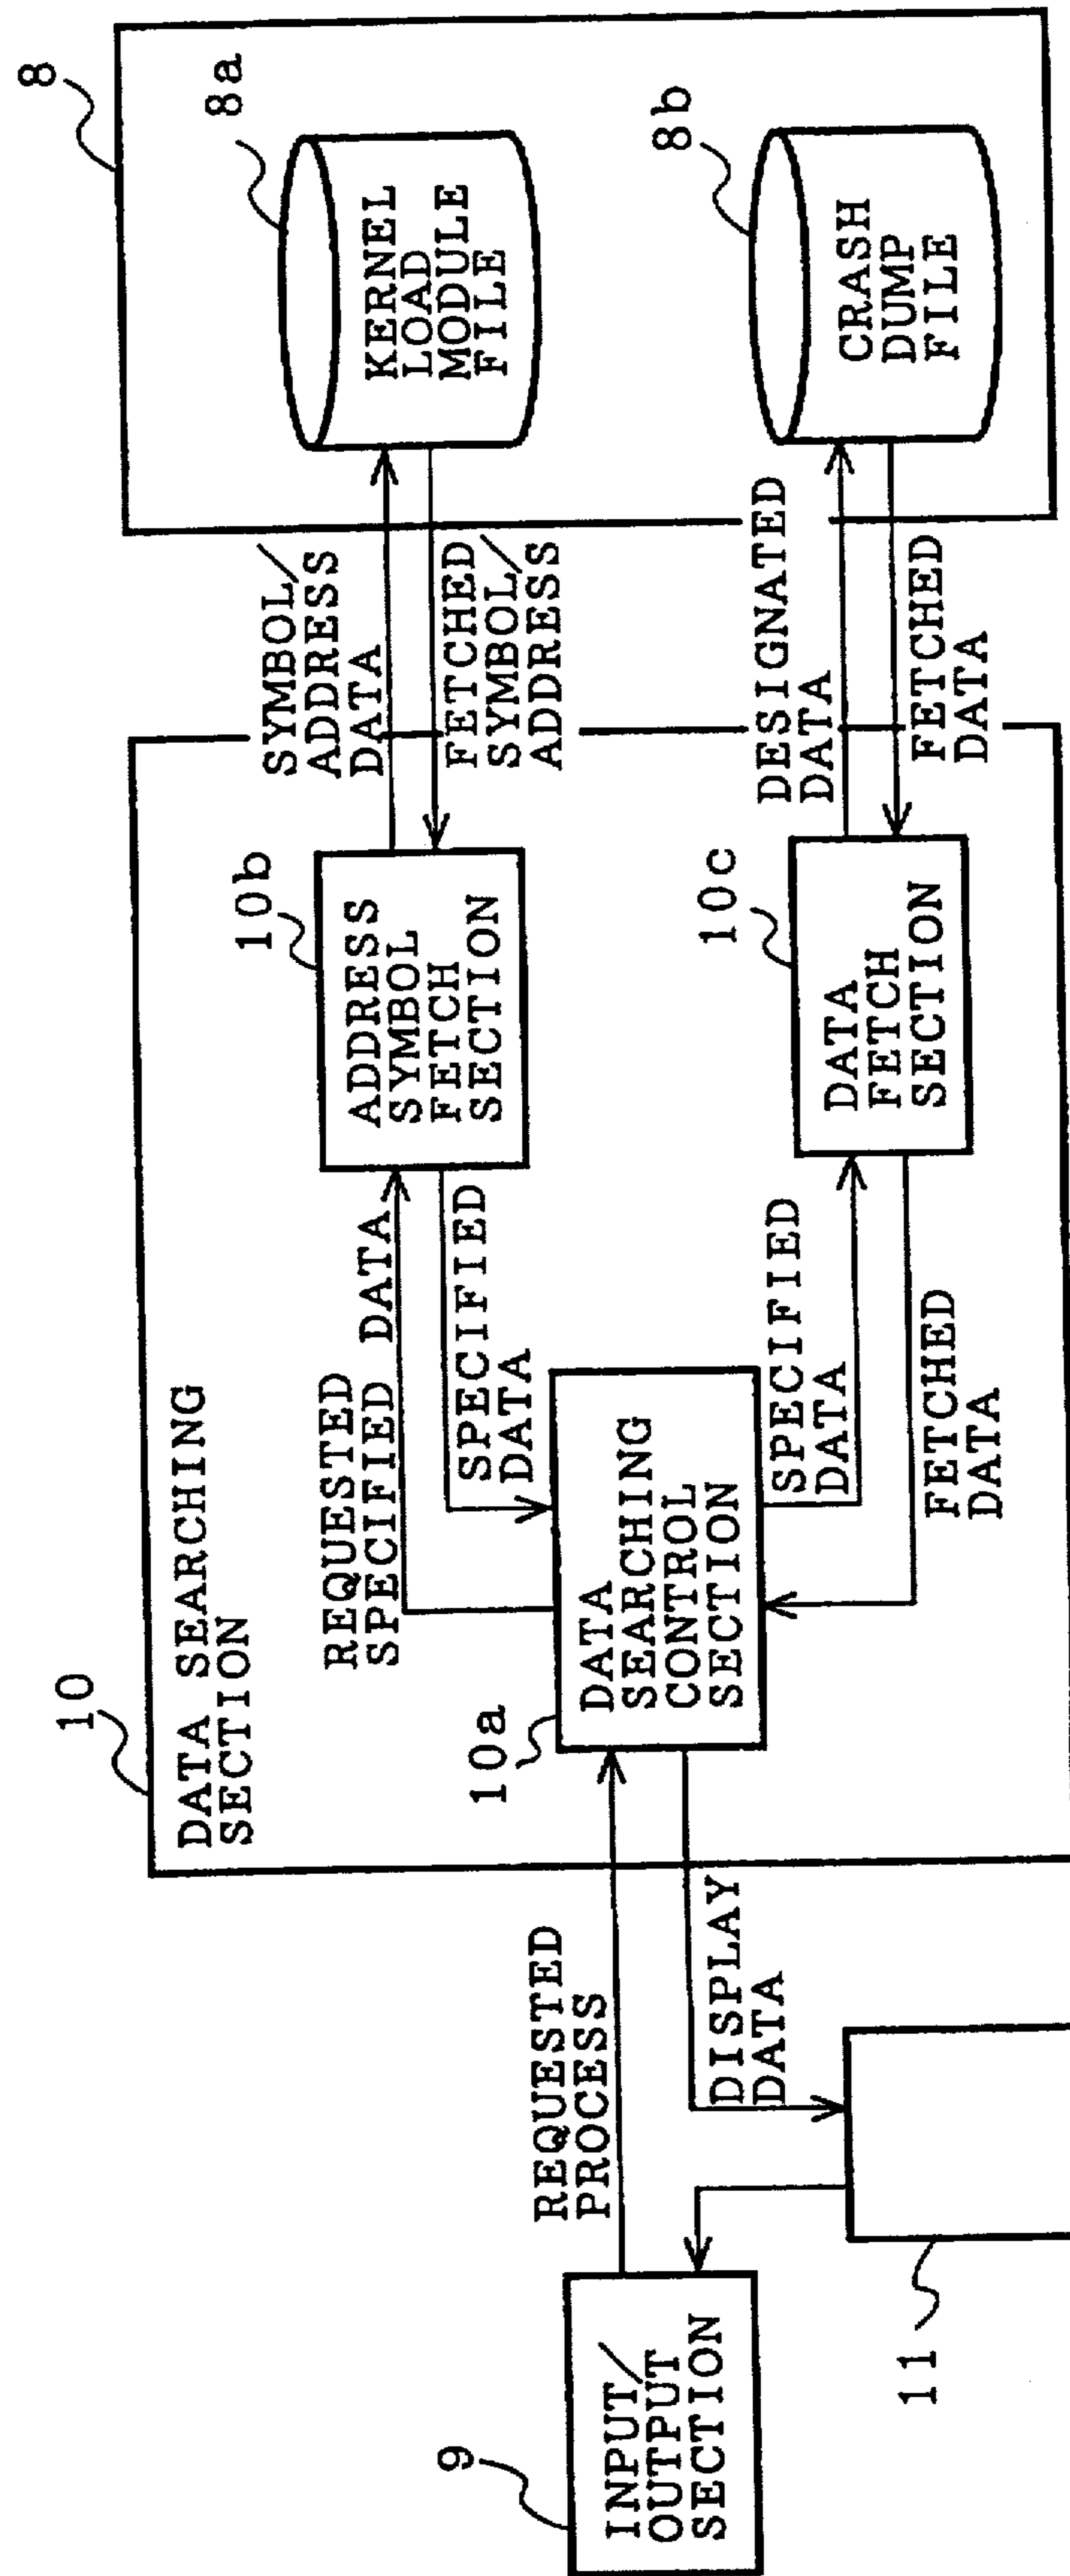 8
8a
KERNEL
LOAD
MODULE
FILE
8b
CRASH
DUMP
FILE
SYMBOL/
ADDRESS
DATA
FETCHED
SYMBOL/
ADDRESS
DESIGNATED
DATA
FETCHED
DATA
10
DATA SEARCHING
SECTION
10b
ADDRESS
SYMBOL
FETCH
SECTION
10c
DATA
FETCH
SECTION
REQUESTED
SPECIFIED DATA
SPECIFIED
DATA
10a
DATA
SEARCHING
CONTROL
SECTION
SPECIFIED
DATA
FETCHED
DATA
REQUESTED
PROCESS
DISPLAY
DATA
9
INPUT/
OUTPUT
SECTION
11